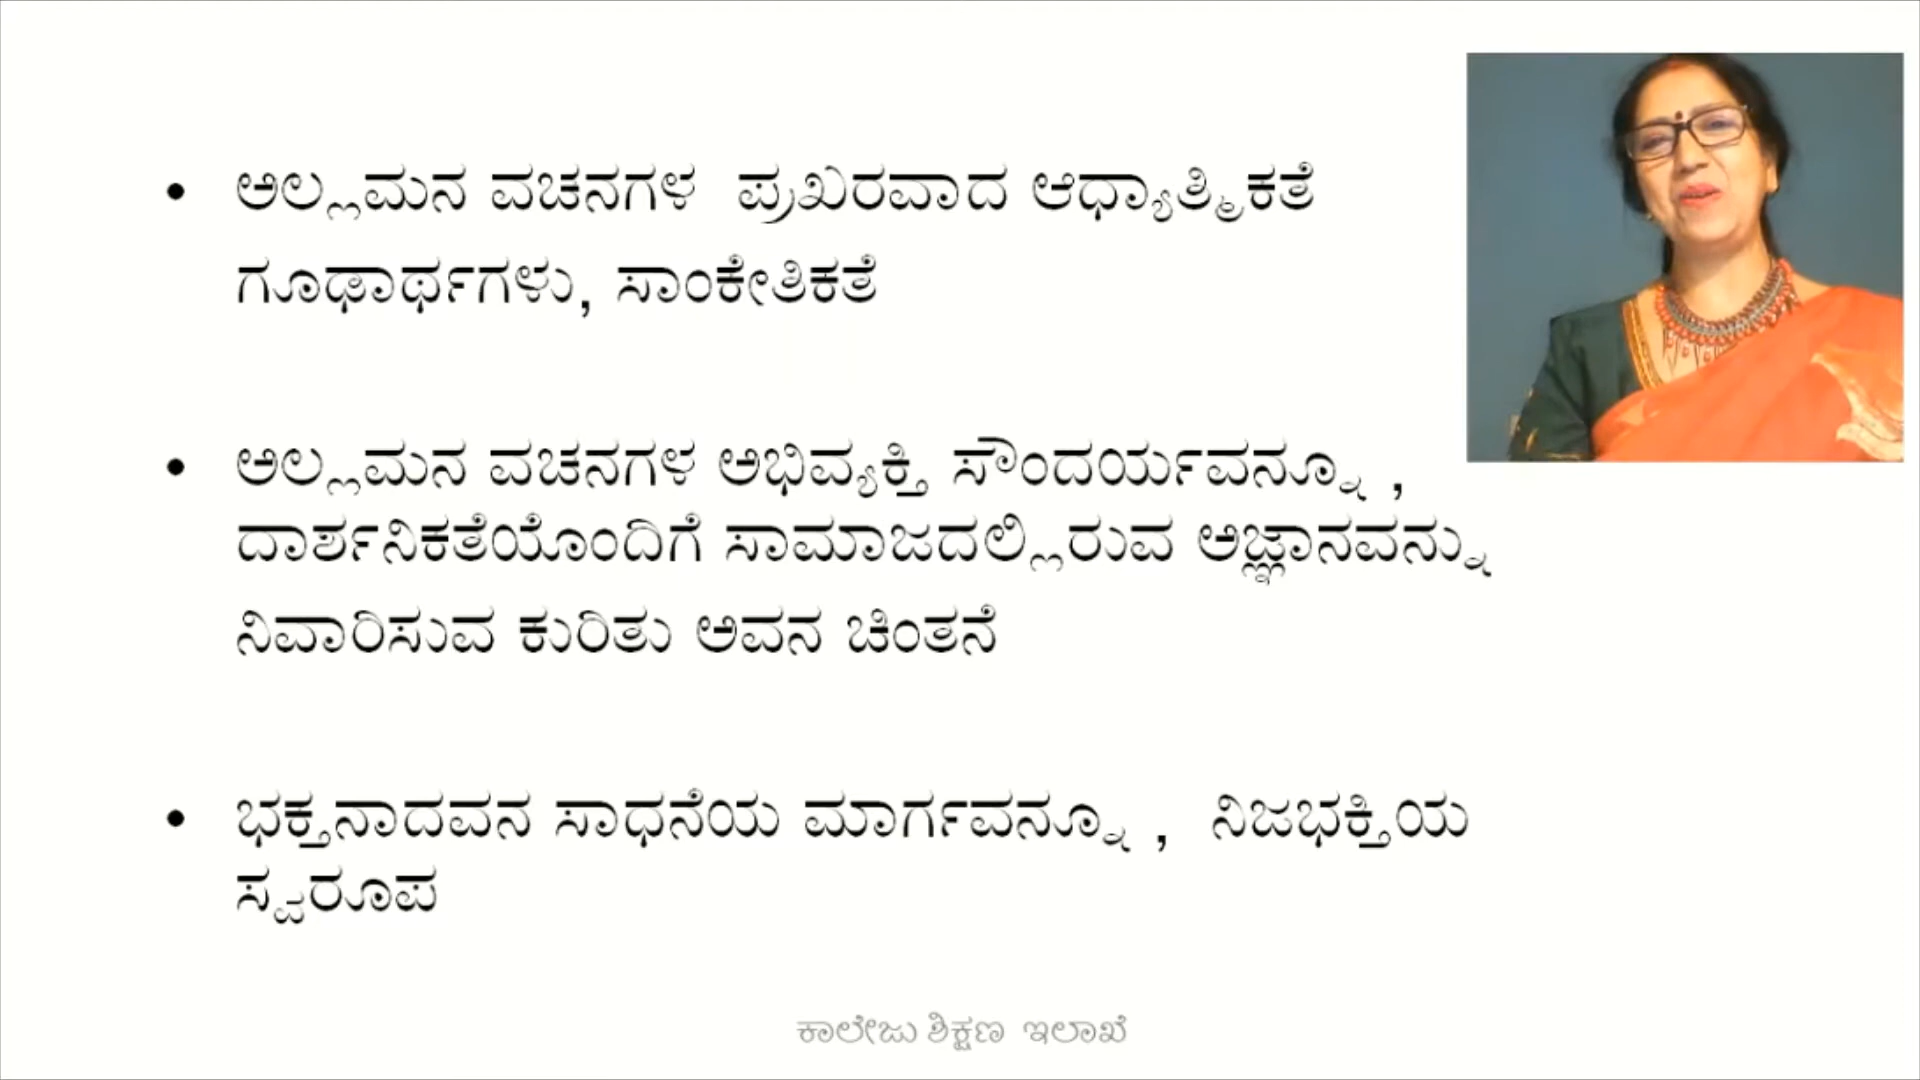 • ಅಲ್ಲಮನ ವಚನಗಳ ಪ್ರಖರವಾದ ಆಧ್ಯಾತ್ಮಿಕತೆ
ಗೂಢಾರ್ಥಗಳು, ಸಾಂಕೇತಿಕತೆ
• ಅಲ್ಲಮನ ವಚನಗಳ ಅಭಿವ್ಯಕ್ತಿ ಸೌಂದರ್ಯವನ್ನೂ ,
ದಾರ್ಶನಿಕತೆಯೊಂದಿಗೆ ಸಾಮಾಜದಲ್ಲಿರುವ ಅಜ್ಞಾನವನ್ನು
ನಿವಾರಿಸುವ ಕುರಿತು ಅವನ ಚಿಂತನೆ
• ಭಕ್ತನಾದವನ ಸಾಧನೆಯ ಮಾರ್ಗವನ್ನೂ , ನಿಜಭಕ್ತಿಯ
ಸ್ವರೂಪ
ಕಾಲೇಜು ಶಿಕ್ಷಣ ಇಲಾಖೆ